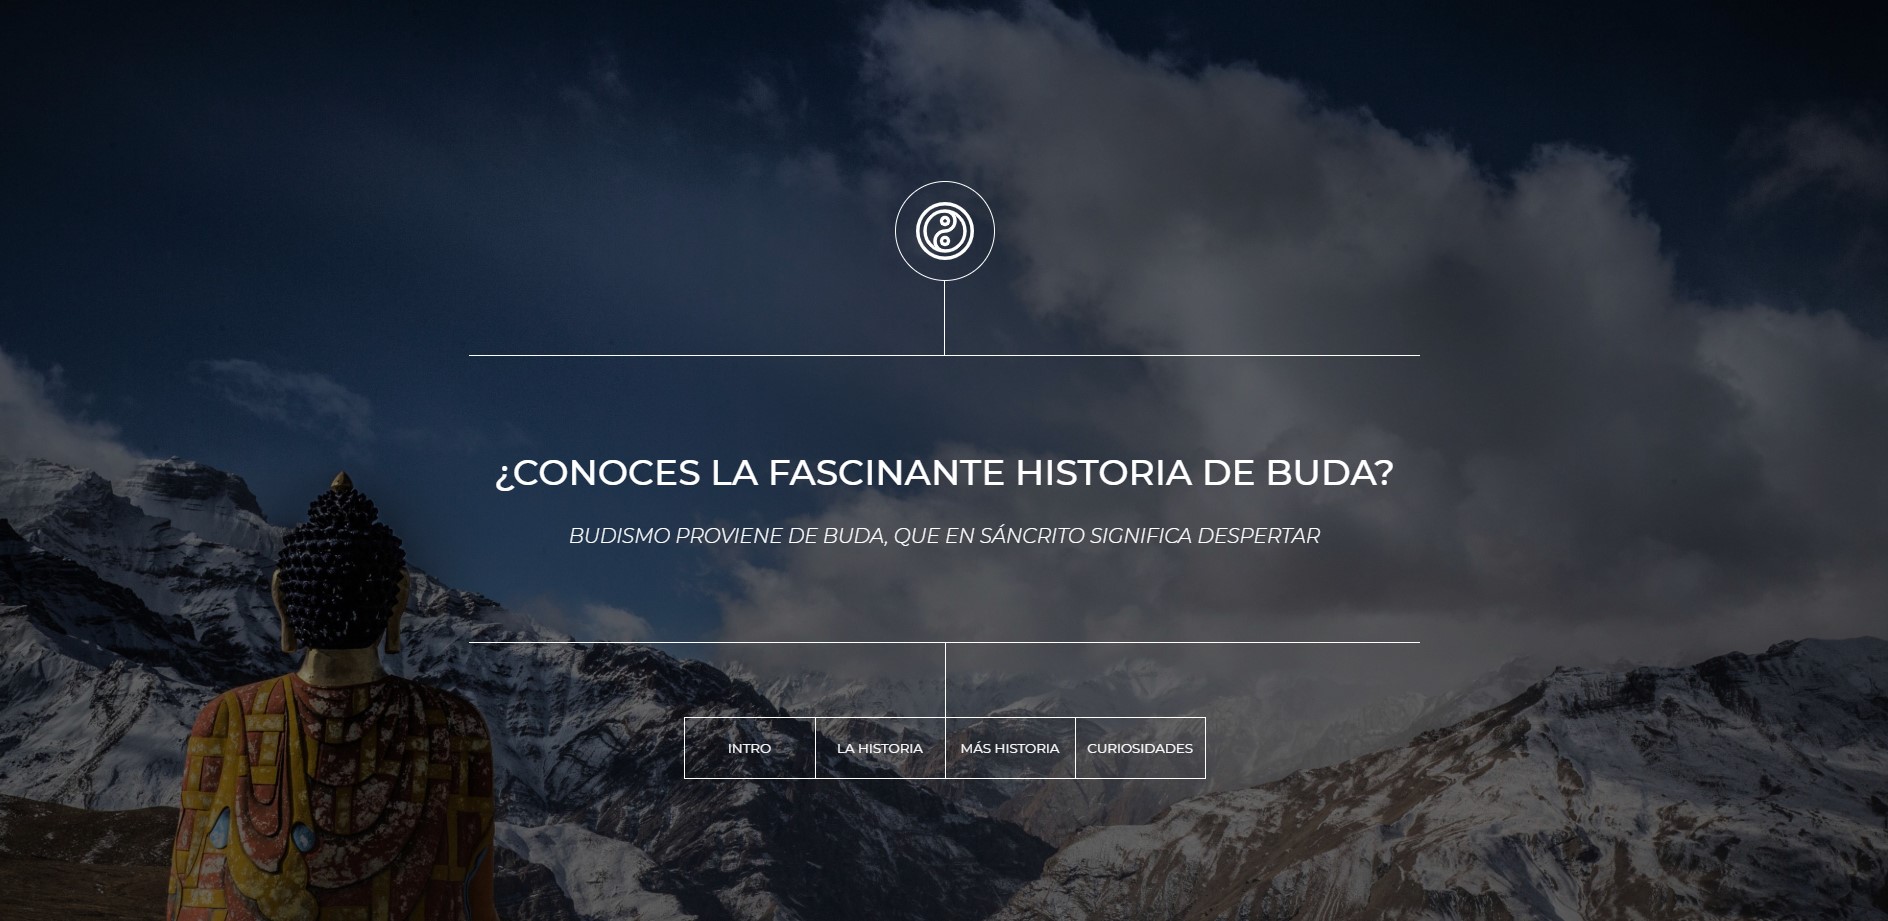 ¿CONOCES LA FASCINANTE HISTORIA DE BUDA?
BUDISMO PROVIENE DE BUDA, QUE EN SÁNCRITO SIGNIFICA DESPERTAR
INTRO
LA HISTORIA
MÁS HISTORIA
CURIOSIDADES